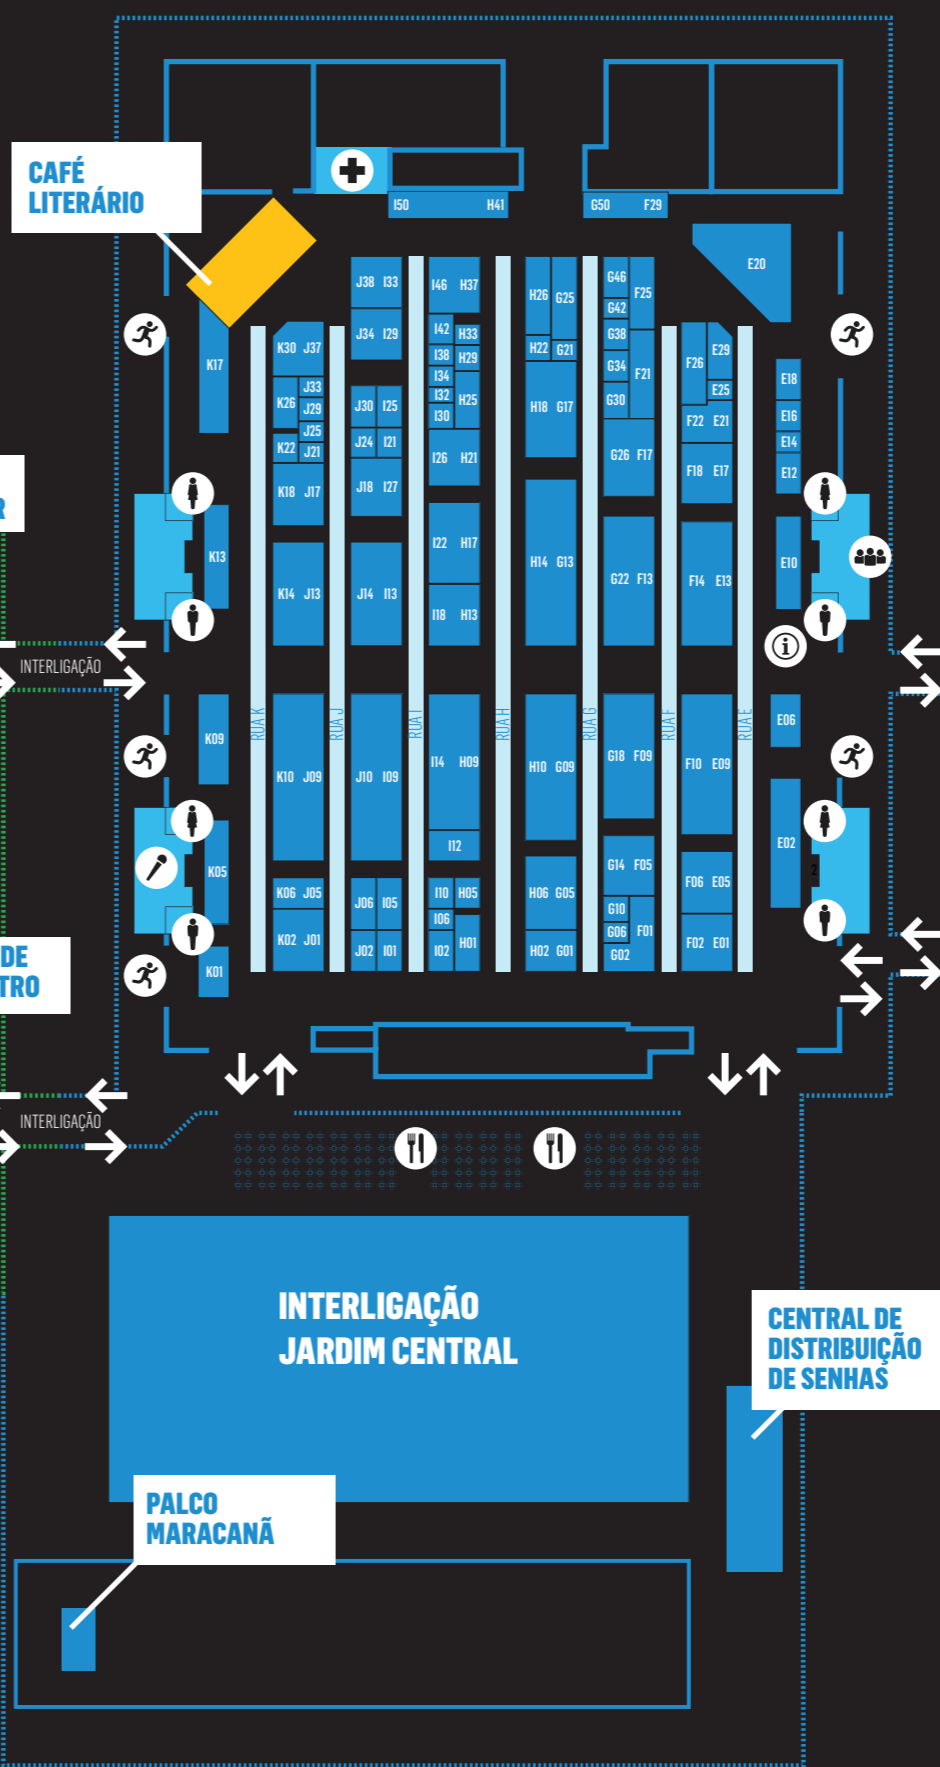 CAFÉ
LITERÁRIO
I50 H41
G50 F29
E20
J38 I33
I46 H37
H26 G25
G46
G42
F25
J34 I29
I42 H33
I38 H29
I34
I32
I30
H25
H22 G21
G38
G34
G30
F21
F26 E29
E25
K17
K30 J37
K26 J33
J29
J25
K22 J21
J30 I25
J24 I21
H18 G17
F22 E21
E18
E16
E14
E12
K18 J17
J18 I27
I26 H21
G26 F17
F18 E17
R
K13
K14 J13
J14 I13
I22 H17
I18 H13
H14 G13
G22 F13
F14 E13
E10
i
INTERLIGAÇÃO
RUA K
RUA J
RUA I
RUA H
RUA G
RUA F
RUA E
K09
K10 J09
J10 I09
I14 H09
H10 G09
G18 F09
F10 E09
E06
I12
E02
2
K05
K06 J05
J06 I05
I10 H05
I06
H06 G05
G14 F05
F06 E05
G10
G06
G02
F01
K02 J01
J02 I01
I02 H01
H02 G01
F02 E01
DE
TRO
K01
INTERLIGAÇÃO
INTERLIGAÇÃO
JARDIM CENTRAL
CENTRAL DE
DISTRIBUIÇÃO
DE SENHAS
PALCO
MARACANÃ